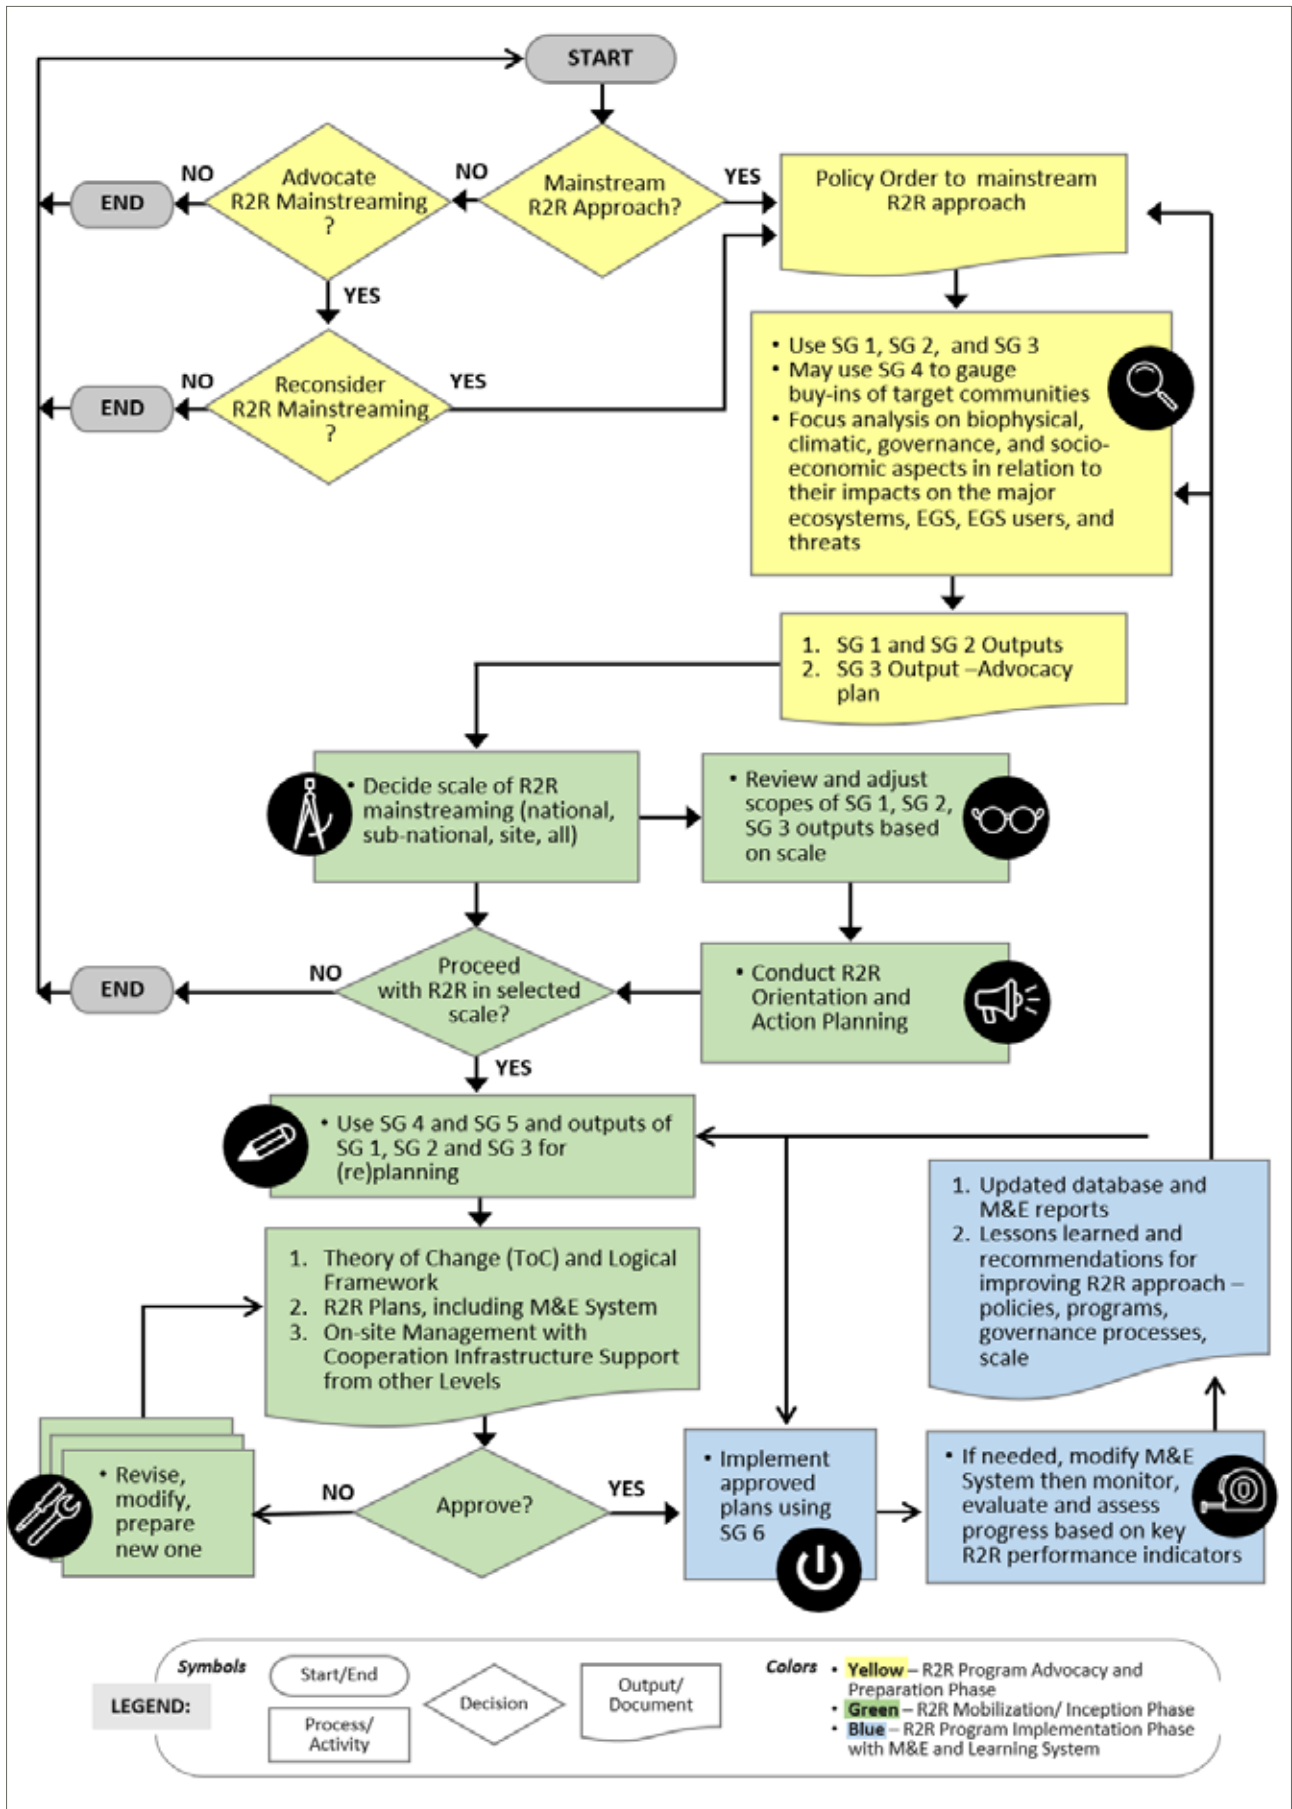 START
NO
Advocate
R2R Mainstreaming
?
NO
Mainstream
R2R Approach?
YES
Policy Order to mainstream
R2R approach
END
YES
• Use SG 1, SG 2, and SG 3
• May use SG 4 to gauge
buy-ins of target communities
• Focus analysis on biophysical,
climatic, governance, and socio-
economic aspects in relation to
their impacts on the major
ecosystems, EGS, EGS users, and
threats
NO
Reconsider
R2R Mainstreaming
?
YES
END
1. SG 1 and SG 2 Outputs
2. SG 3 Output –Advocacy
plan
• Decide scale of R2R
mainstreaming (national,
sub-national, site, all)
• Review and adjust
scopes of SG 1, SG 2,
SG 3 outputs based
on scale
NO
Proceed
with R2R in selected
scale?
END
• Conduct R2R
Orientation and
Action Planning
YES
• Use SG 4 and SG 5 and outputs of
SG 1, SG 2 and SG 3 for
(re)planning
1. Updated database and
M&E reports
2. Lessons learned and
recommendations for
improving R2R approach –
policies, programs,
governance processes,
scale
1. Theory of Change (ToC) and Logical
Framework
2. R2R Plans, including M&E System
3. On-site Management with
Cooperation Infrastructure Support
from other Levels
• Revise,
modify,
prepare
new one
NO
Approve?
YES
• Implement
approved
plans using
SG 6
• If needed, modify M&E
System then monitor,
evaluate and assess
progress based on key
R2R performance indicators
LEGEND:
Symbols
Start/End
Process/
Activity
Decision
Output/
Document
Colors
• Yellow – R2R Program Advocacy and
Preparation Phase
• Green – R2R Mobilization/ Inception Phase
• Blue – R2R Program Implementation Phase
with M&E and Learning System